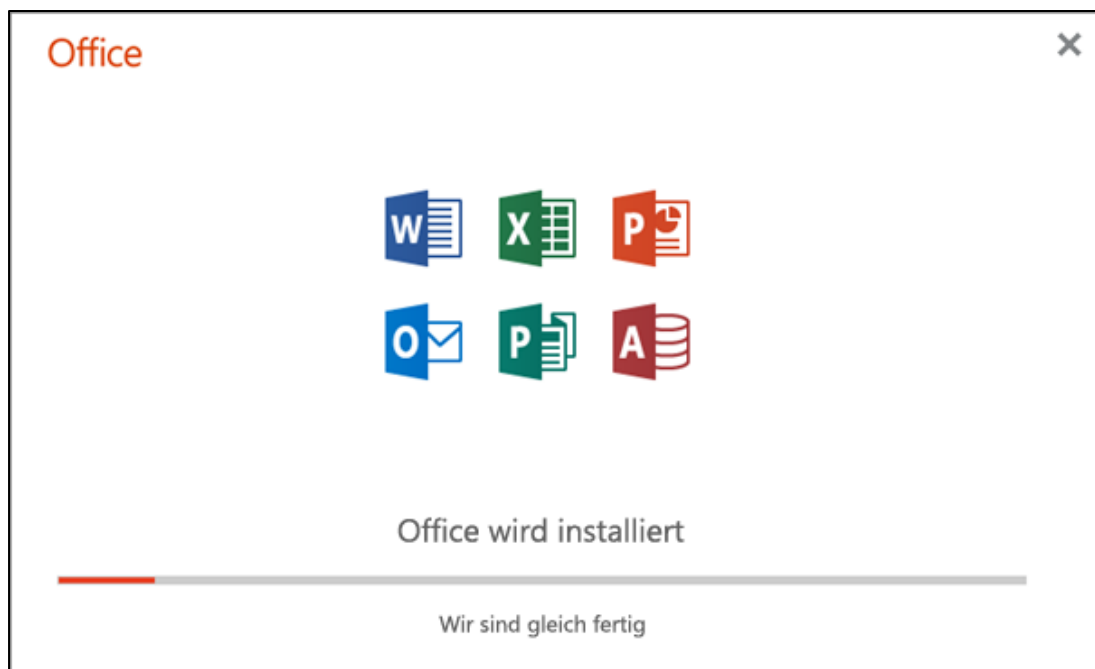 Office
W X P
O P A
Office wird installiert
Wir sind gleich fertig